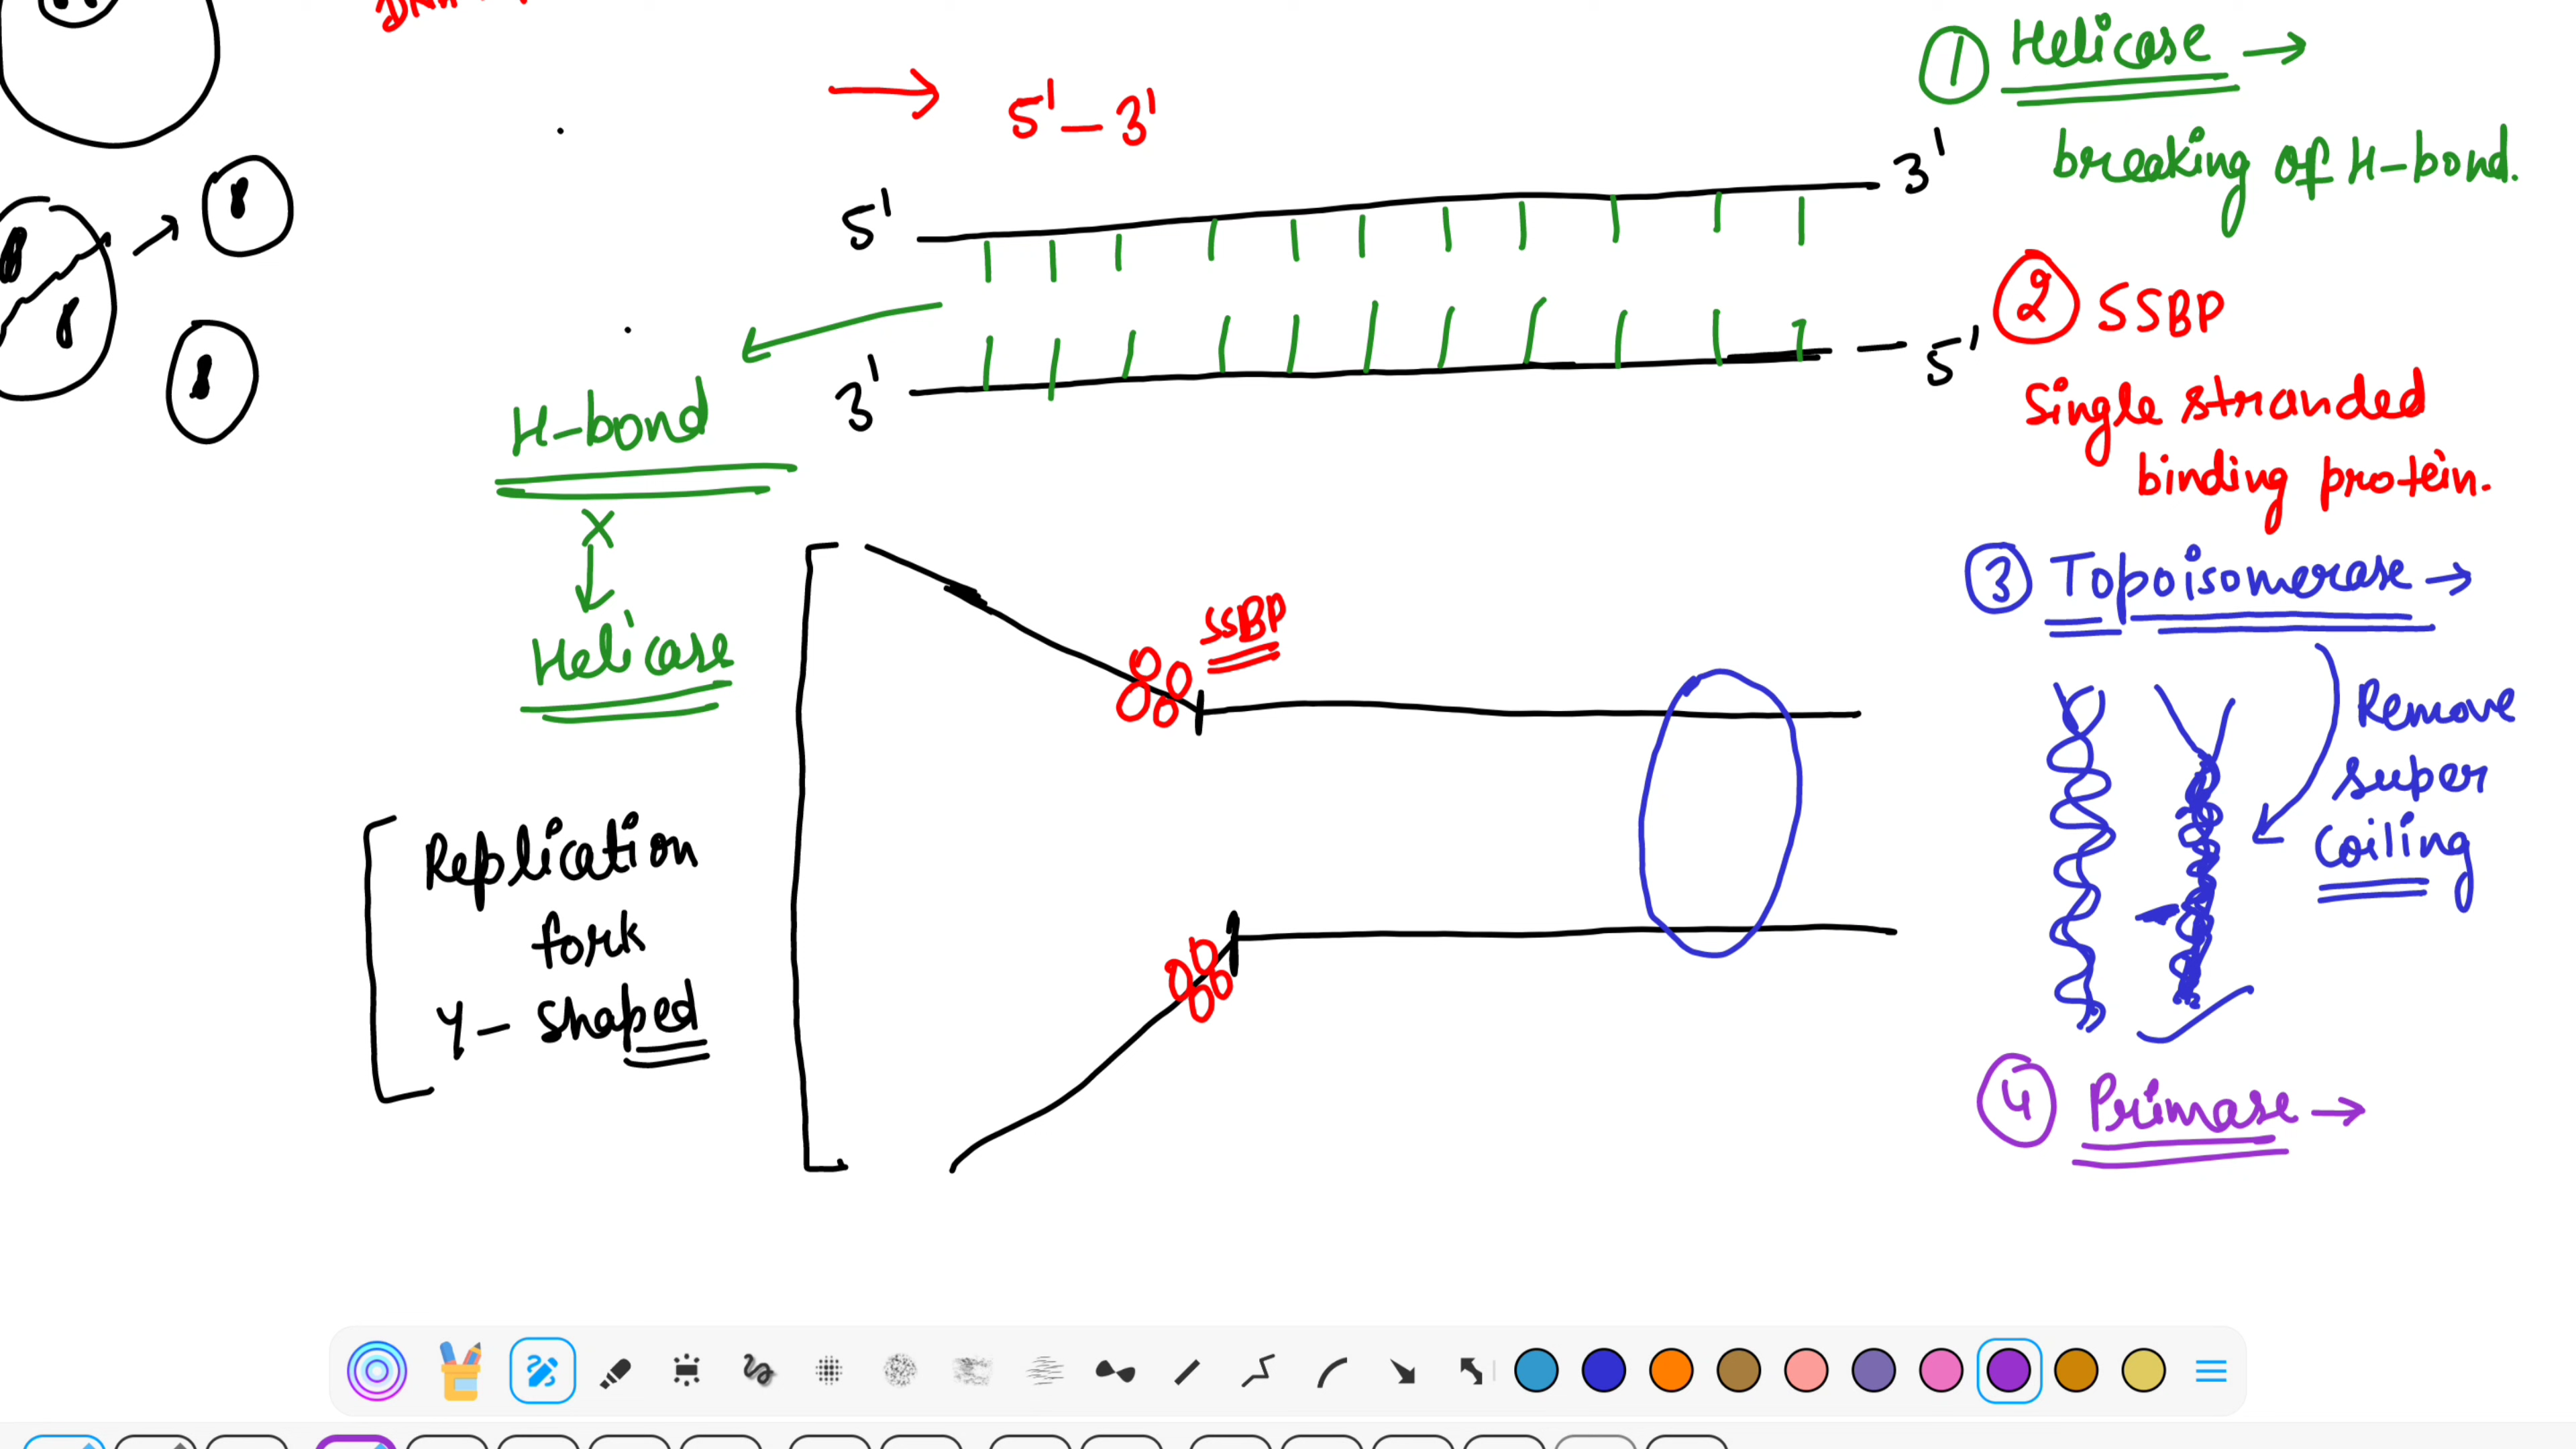 5' – 3'
5'
3'
3'
– 5'
H-bond
X
Helicase
Replication
fork
Y - shaped
SSBP
① Helicase →
breaking of H-bond.
② SSBP
Single stranded
binding protein.
③ Topoisomerase →
Remove
super
coiling
④ Primase →